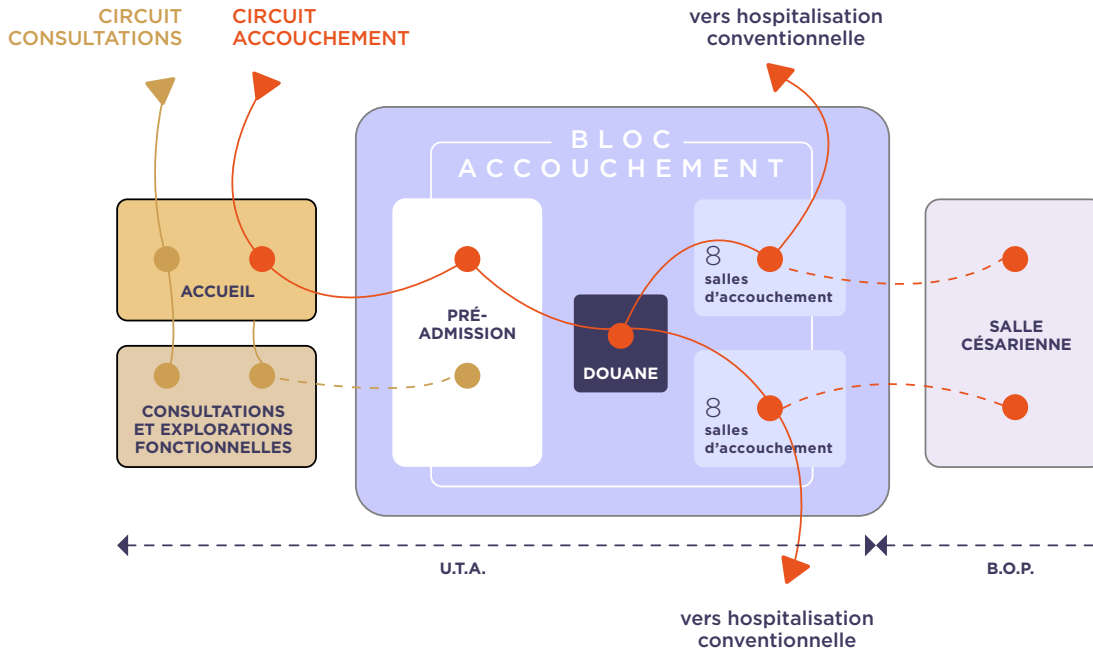 CIRCUIT
CONSULTATIONS
CIRCUIT
ACCOUCHEMENT
vers hospitalisation
conventionnelle
BLOC
ACCOUCHEMENT
ACCUEIL
CONSULTATIONS
ET EXPLORATIONS
FONCTIONNELLES
PRÉ-
ADMISSION
DOUANE
8
salles
d’accouchement
8
salles
d’accouchement
SALLE
CÉSARIENNE
U.T.A.
B.O.P.
vers hospitalisation
conventionnelle